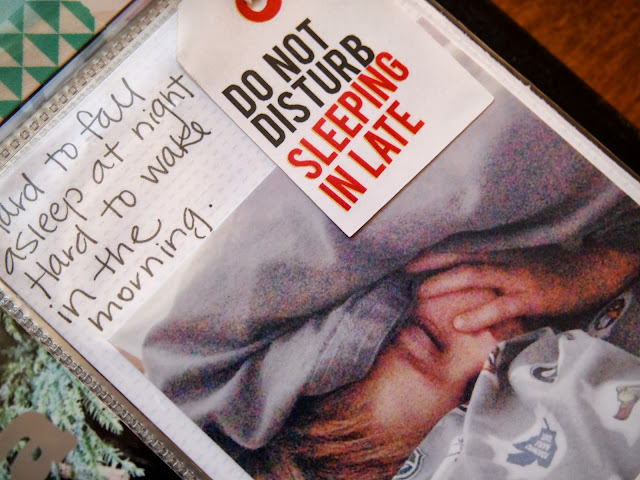 DO NOT
DISTURB
SLEEPING
IN LATE
ard to fall
asleep at night
Hard to wake
in the
morning.